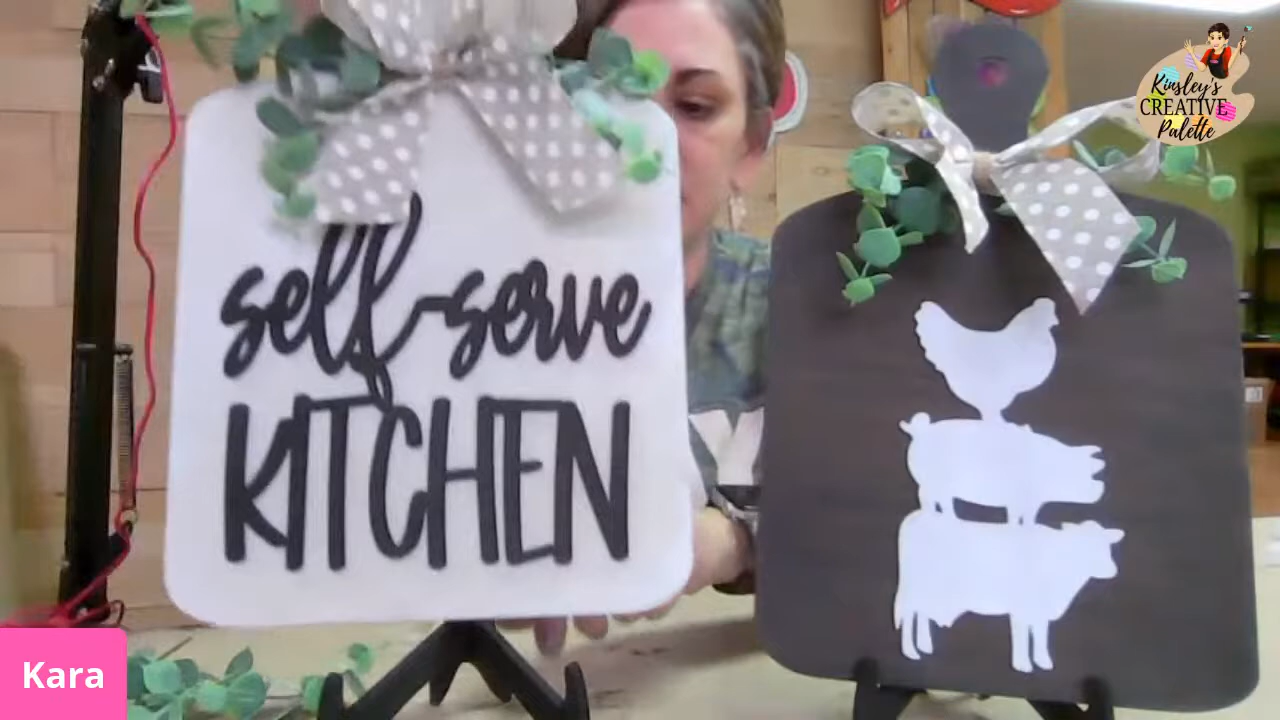 self-serve
KITCHEN
Kinsley's
CREATIVE
Palette
Kara